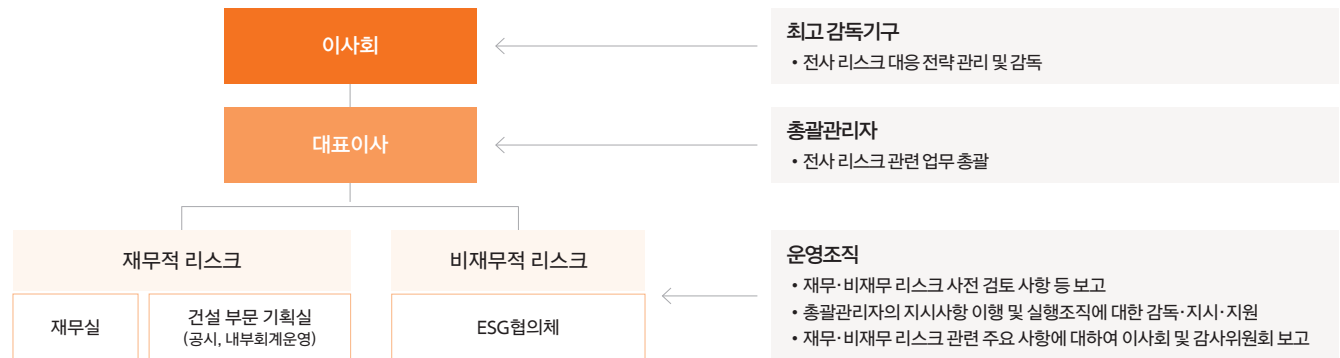 이사회
최고 감독기구
• 전사 리스크 대응 전략 관리 및 감독
대표이사
총괄관리자
• 전사 리스크 관련 업무 총괄
재무적 리스크
비재무적 리스크
재무실
건설 부문 기획실
(공시, 내부회계운영)
ESG협의체
운영조직
• 재무·비재무 리스크 사전 검토 사항 등 보고
• 총괄관리자의 지시사항 이행 및 실행조직에 대한 감독·지시·지원
• 재무·비재무 리스크 관련 주요 사항에 대하여 이사회 및 감사위원회 보고